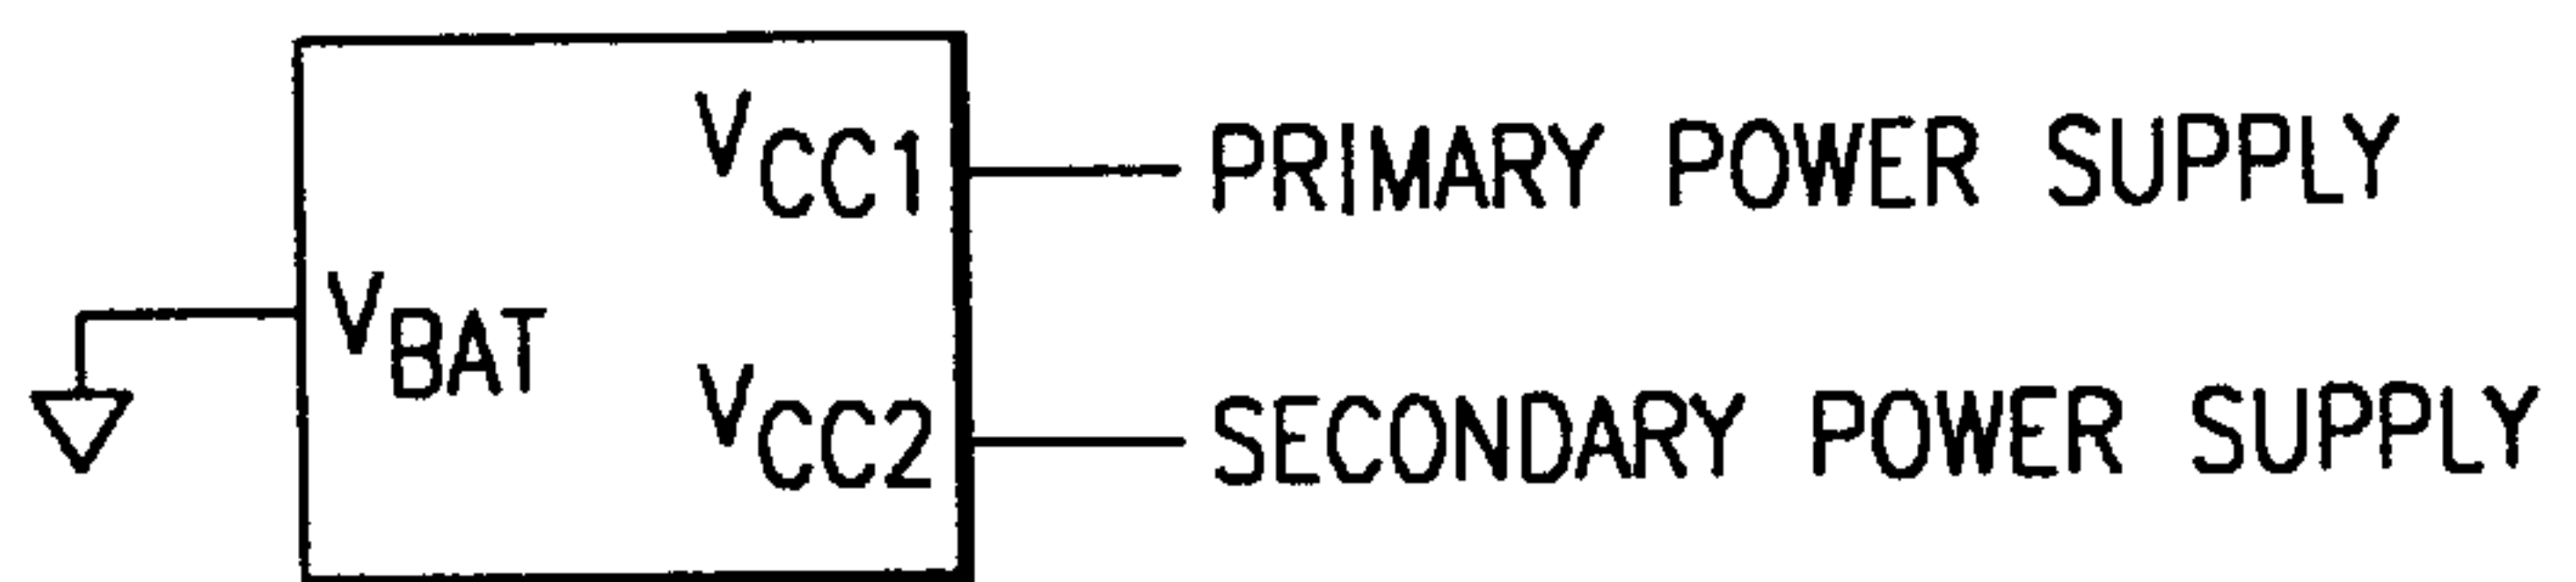 VCC1 PRIMARY POWER SUPPLY
VBAT
VCC2 SECONDARY POWER SUPPLY